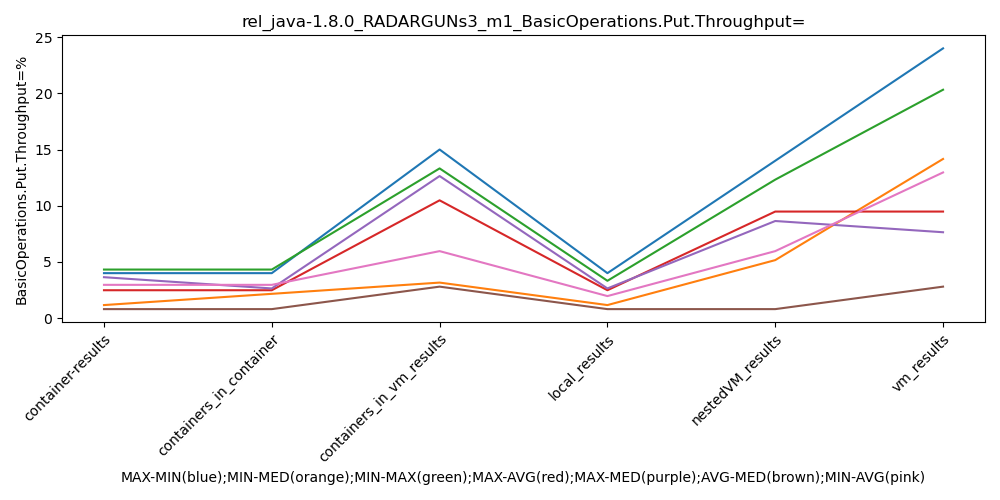 rel_java-1.8.0_RADARGUNs3_m1_BasicOperations.Put.Throughput=
BasicOperations.Put.Throughput=%
25
20
15
10
5
0
container-results
containers_in_container
containers_in_vm_results
local_results
nestedVM_results
vm_results
MAX-MIN(blue);MIN-MED(orange);MIN-MAX(green);MAX-AVG(red);MAX-MED(purple);AVG-MED(brown);MIN-AVG(pink)